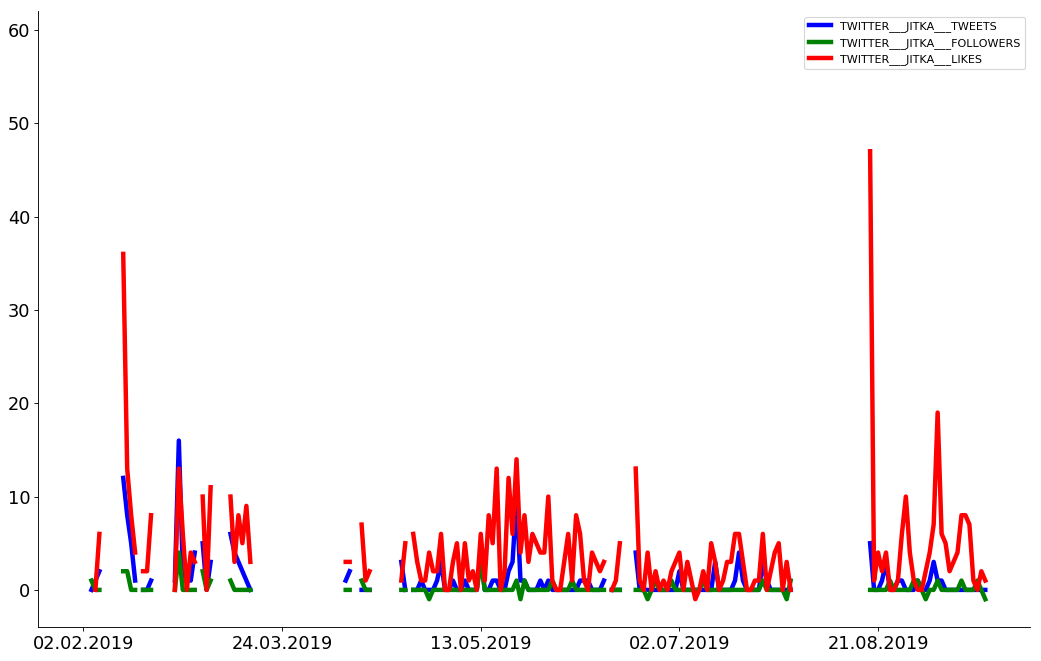 60
TWITTER___JITKA___TWEETS
TWITTER___JITKA___FOLLOWERS
TWITTER___JITKA___LIKES
50
40
30
20
10
0
02.02.2019 24.03.2019 13.05.2019 02.07.2019 21.08.2019